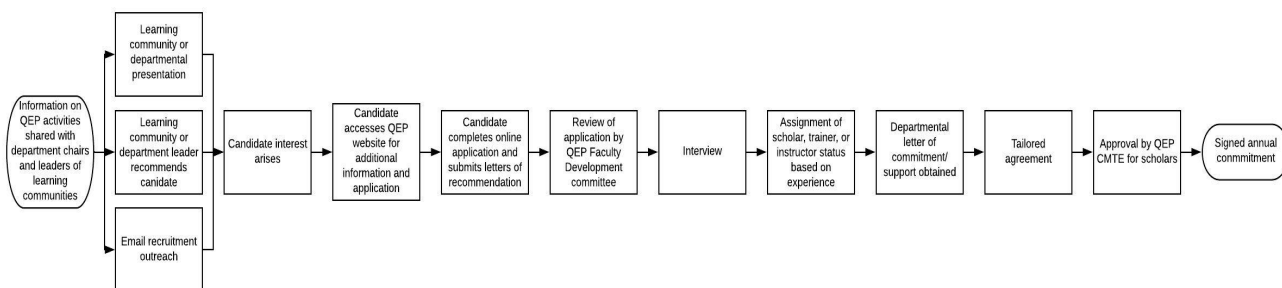 Information on
QEP activities
shared with
department chairs
and leaders of
learning
communities
Learning
community or
departmental
presentation
Learning
community or
department leader
recommends
canidate
Email recruitment
outreach
Candidate interest
arises
Candidate
accesses QEP
website for
additional
information and
application
Candidate
completes online
application and
submits letters of
recommendation
Review of
application by
QEP Faculty
Development
committee
Interview
Assignment of
scholar, trainer, or
instructor status
based on
experience
Departmental
letter of
commitment/
support obtained
Tailored
agreement
Approval by QEP
CMTE for scholars
Signed annual
conmitment